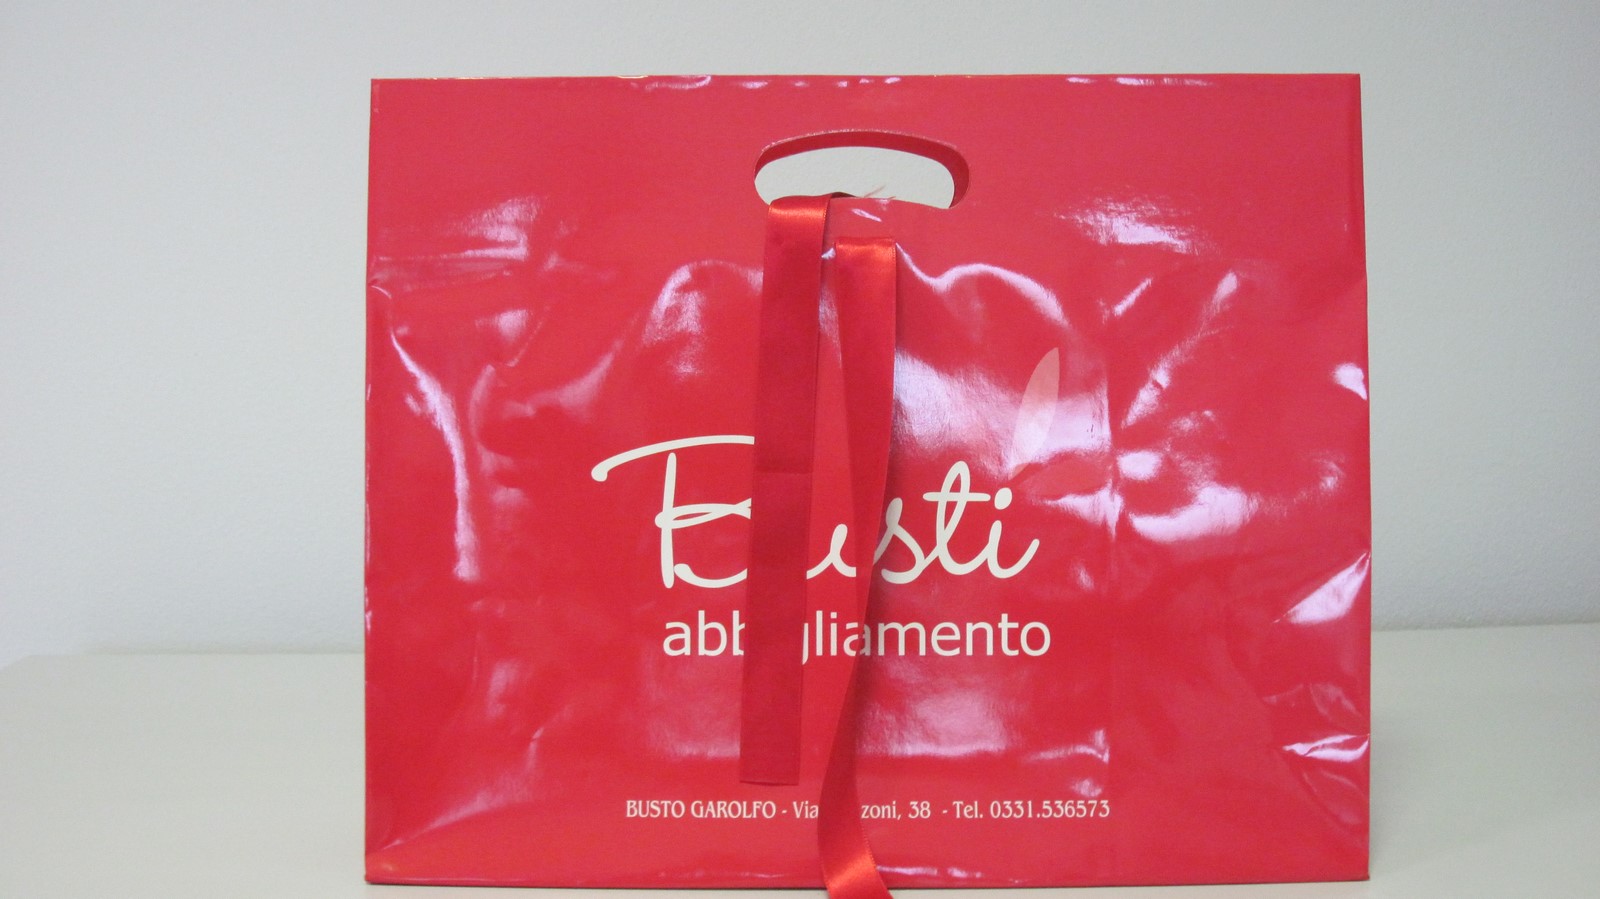 Busti
abbigliamento
BUSTO GAROLFO - Via 38 - Tel. 0331.536573